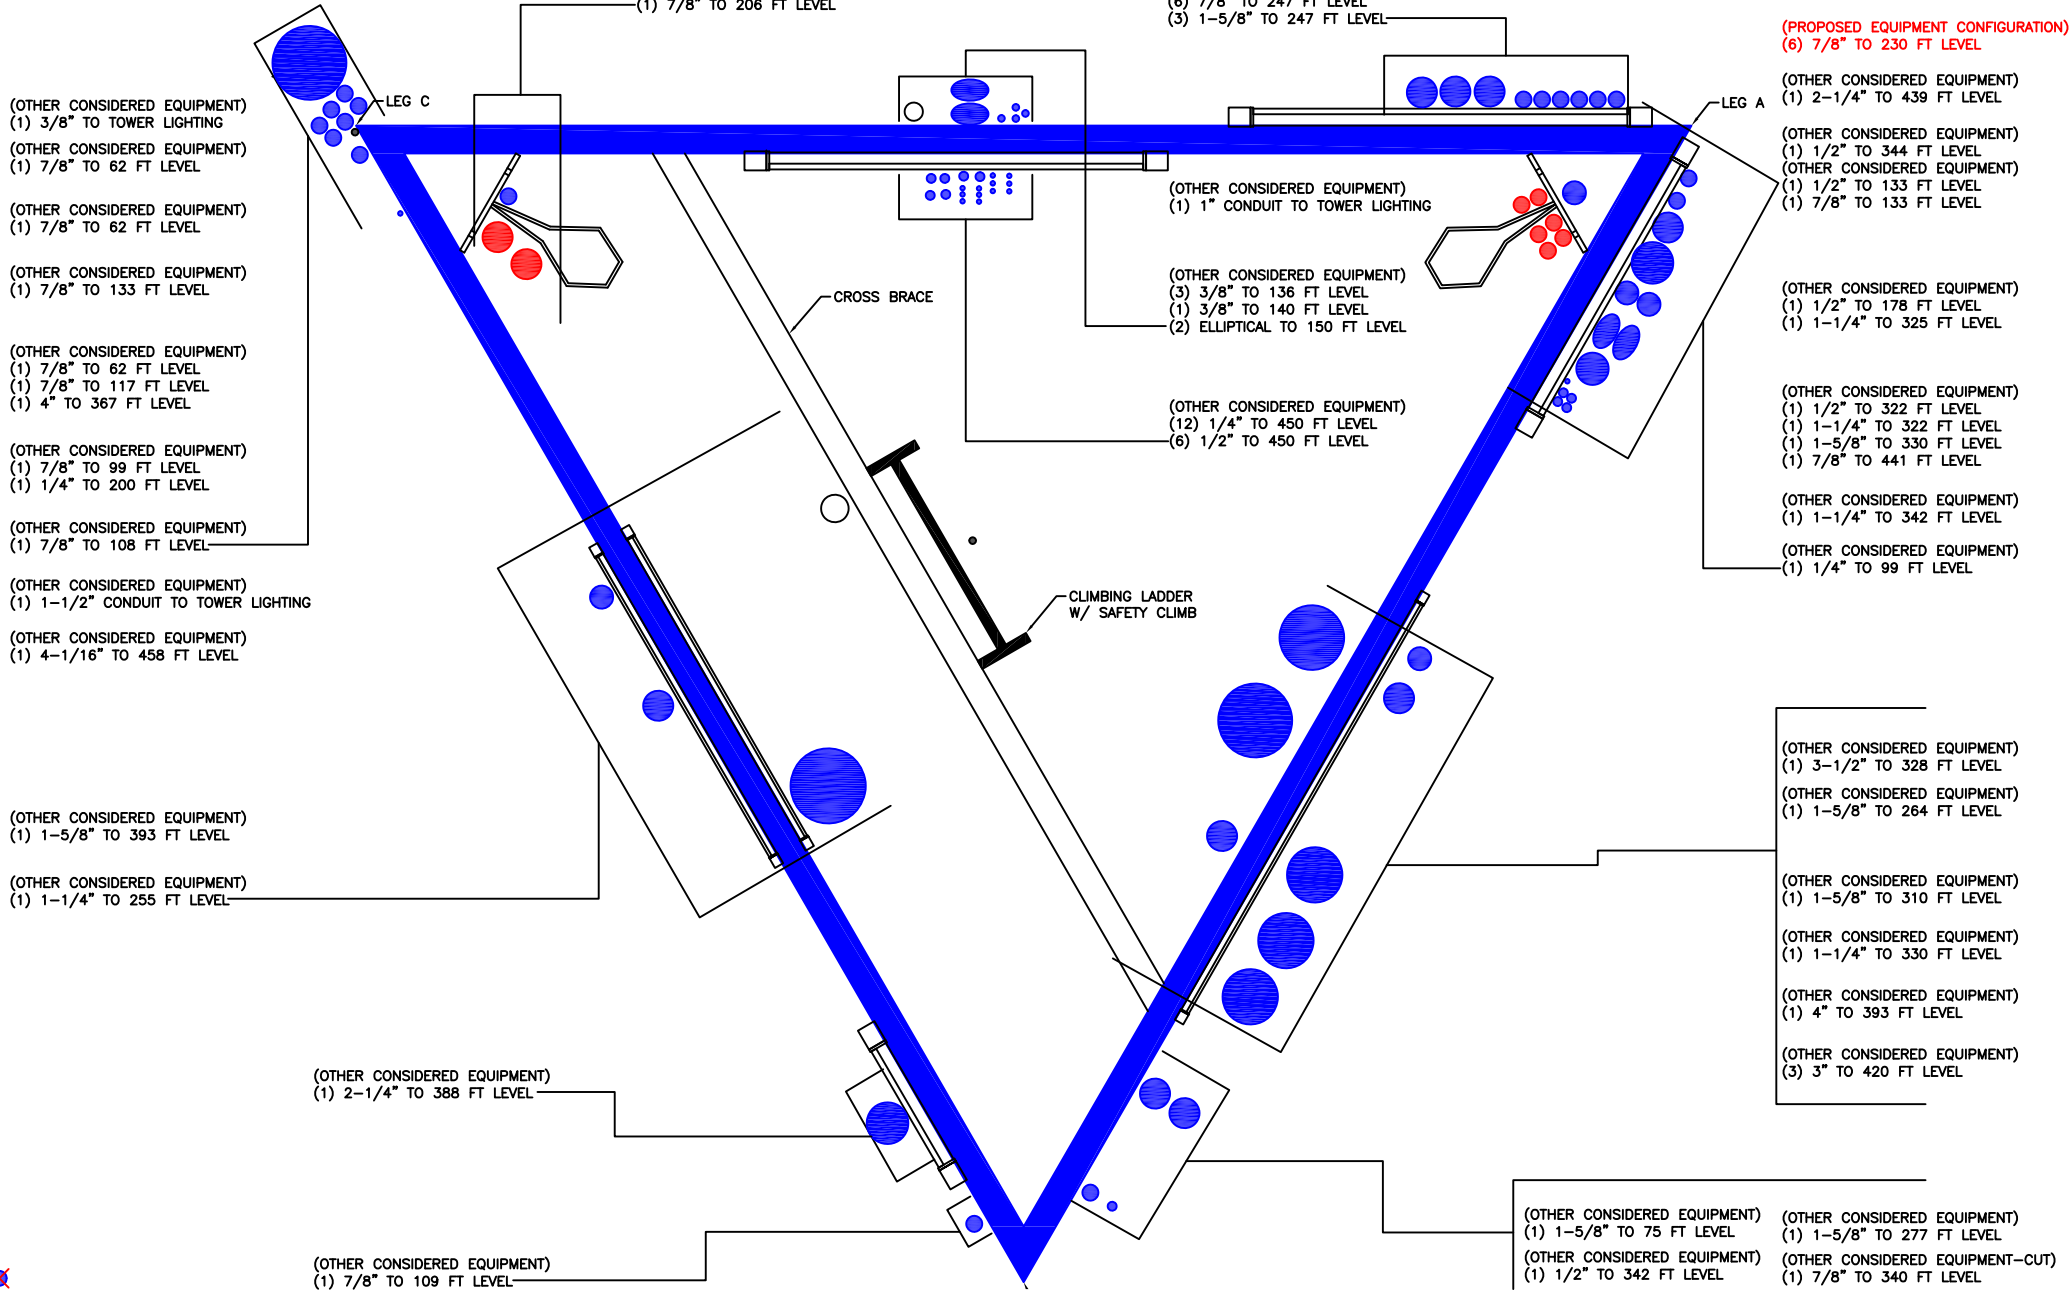 (1) 7/8" TO 206 FT LEVEL
(6) 7/8" TO 247 FT LEVEL
(3) 1-5/8" TO 247 FT LEVEL
(PROPOSED EQUIPMENT CONFIGURATION)
(6) 7/8" TO 230 FT LEVEL
(OTHER CONSIDERED EQUIPMENT)
(1) 2-1/4" TO 439 FT LEVEL
(OTHER CONSIDERED EQUIPMENT)
(1) 1/2" TO 344 FT LEVEL
(OTHER CONSIDERED EQUIPMENT)
(1) 1/2" TO 133 FT LEVEL
(1) 7/8" TO 133 FT LEVEL
(OTHER CONSIDERED EQUIPMENT)
(1) 1/2" TO 178 FT LEVEL
(1) 1-1/4" TO 325 FT LEVEL
(OTHER CONSIDERED EQUIPMENT)
(1) 1/2" TO 322 FT LEVEL
(1) 1-1/4" TO 322 FT LEVEL
(1) 1-5/8" TO 330 FT LEVEL
(1) 7/8" TO 441 FT LEVEL
(OTHER CONSIDERED EQUIPMENT)
(1) 1-1/4" TO 342 FT LEVEL
(OTHER CONSIDERED EQUIPMENT)
(1) 1/4" TO 99 FT LEVEL
LEG C
LEG A
(OTHER CONSIDERED EQUIPMENT)
(1) 3/8" TO TOWER LIGHTING
(OTHER CONSIDERED EQUIPMENT)
(1) 7/8" TO 62 FT LEVEL
(OTHER CONSIDERED EQUIPMENT)
(1) 7/8" TO 62 FT LEVEL
(OTHER CONSIDERED EQUIPMENT)
(1) 7/8" TO 133 FT LEVEL
(OTHER CONSIDERED EQUIPMENT)
(1) 7/8" TO 62 FT LEVEL
(1) 7/8" TO 117 FT LEVEL
(1) 4" TO 367 FT LEVEL
(OTHER CONSIDERED EQUIPMENT)
(1) 7/8" TO 99 FT LEVEL
(1) 1/4" TO 200 FT LEVEL
(OTHER CONSIDERED EQUIPMENT)
(1) 7/8" TO 108 FT LEVEL
(OTHER CONSIDERED EQUIPMENT)
(1) 1-1/2" CONDUIT TO TOWER LIGHTING
(OTHER CONSIDERED EQUIPMENT)
(1) 4-1/16" TO 458 FT LEVEL
(OTHER CONSIDERED EQUIPMENT)
(1) 1" CONDUIT TO TOWER LIGHTING
(OTHER CONSIDERED EQUIPMENT)
(3) 3/8" TO 136 FT LEVEL
(1) 3/8" TO 140 FT LEVEL
(2) ELLIPTICAL TO 150 FT LEVEL
(OTHER CONSIDERED EQUIPMENT)
(12) 1/4" TO 450 FT LEVEL
(6) 1/2" TO 450 FT LEVEL
CROSS BRACE
CLIMBING LADDER
W/ SAFETY CLIMB
(OTHER CONSIDERED EQUIPMENT)
(1) 1-5/8" TO 393 FT LEVEL
(OTHER CONSIDERED EQUIPMENT)
(1) 1-1/4" TO 255 FT LEVEL
(OTHER CONSIDERED EQUIPMENT)
(1) 3-1/2" TO 328 FT LEVEL
(OTHER CONSIDERED EQUIPMENT)
(1) 1-5/8" TO 264 FT LEVEL
(OTHER CONSIDERED EQUIPMENT)
(1) 1-5/8" TO 310 FT LEVEL
(OTHER CONSIDERED EQUIPMENT)
(1) 1-1/4" TO 330 FT LEVEL
(OTHER CONSIDERED EQUIPMENT)
(1) 4" TO 393 FT LEVEL
(OTHER CONSIDERED EQUIPMENT)
(3) 3" TO 420 FT LEVEL
(OTHER CONSIDERED EQUIPMENT)
(1) 2-1/4" TO 388 FT LEVEL
(OTHER CONSIDERED EQUIPMENT)
(1) 7/8" TO 109 FT LEVEL
(OTHER CONSIDERED EQUIPMENT)
(1) 1-5/8" TO 75 FT LEVEL
(OTHER CONSIDERED EQUIPMENT)
(1) 1/2" TO 342 FT LEVEL
(OTHER CONSIDERED EQUIPMENT)
(1) 1-5/8" TO 277 FT LEVEL
(OTHER CONSIDERED EQUIPMENT-CUT)
(1) 7/8" TO 340 FT LEVEL